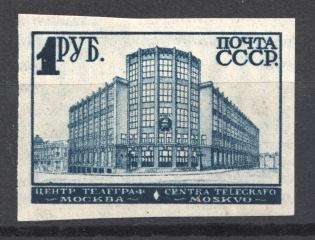 1 РУБ. ПОЧТА
СССР.
ЦЕНТР. ТЕЛЕГРАФ CENTRA TELEGRAFO
МОСКВА MOSKVO